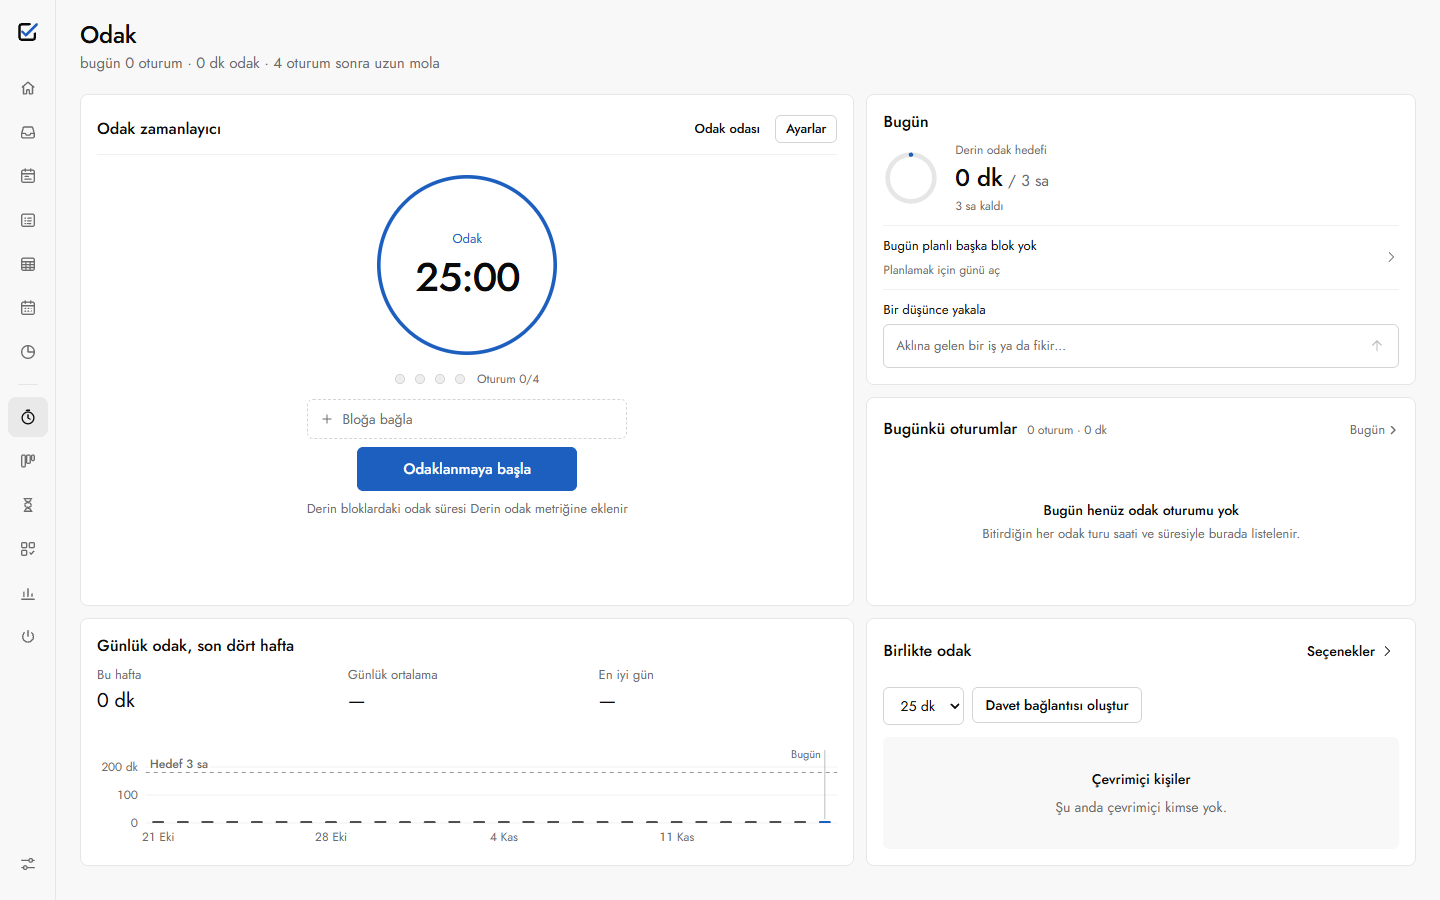 Odak
bugün 0 oturum · 0 dk odak · 4 oturum sonra uzun mola
Odak zamanlayıcı
Odak odası
Ayarlar
Odak
25:00
Oturum 0/4
Bloğa bağla
Odaklanmaya başla
Derin bloklardaki odak süresi Derin odak metriğine eklenir
Bugün
Derin odak hedefi
0 dk / 3 sa
3 sa kaldı
Bugün planlı başka blok yok
Planlamak için günü aç
Bir düşünce yakala
Aklına gelen bir iş ya da fikir...
Bugünkü oturumlar 0 oturum · 0 dk
Bugün
Bugün henüz odak oturumu yok
Bitirdiğin her odak turu saati ve süresiyle burada listelenir.
Günlük odak, son dört hafta
Bu hafta
0 dk
Günlük ortalama
—
En iyi gün
—
Bugün
200 dk
Hedef 3 sa
100
0
21 Eki
28 Eki
4 Kas
11 Kas
Birlikte odak
Seçenekler
25 dk
Davet bağlantısı oluştur
Çevrimiçi kişiler
Şu anda çevrimiçi kimse yok.